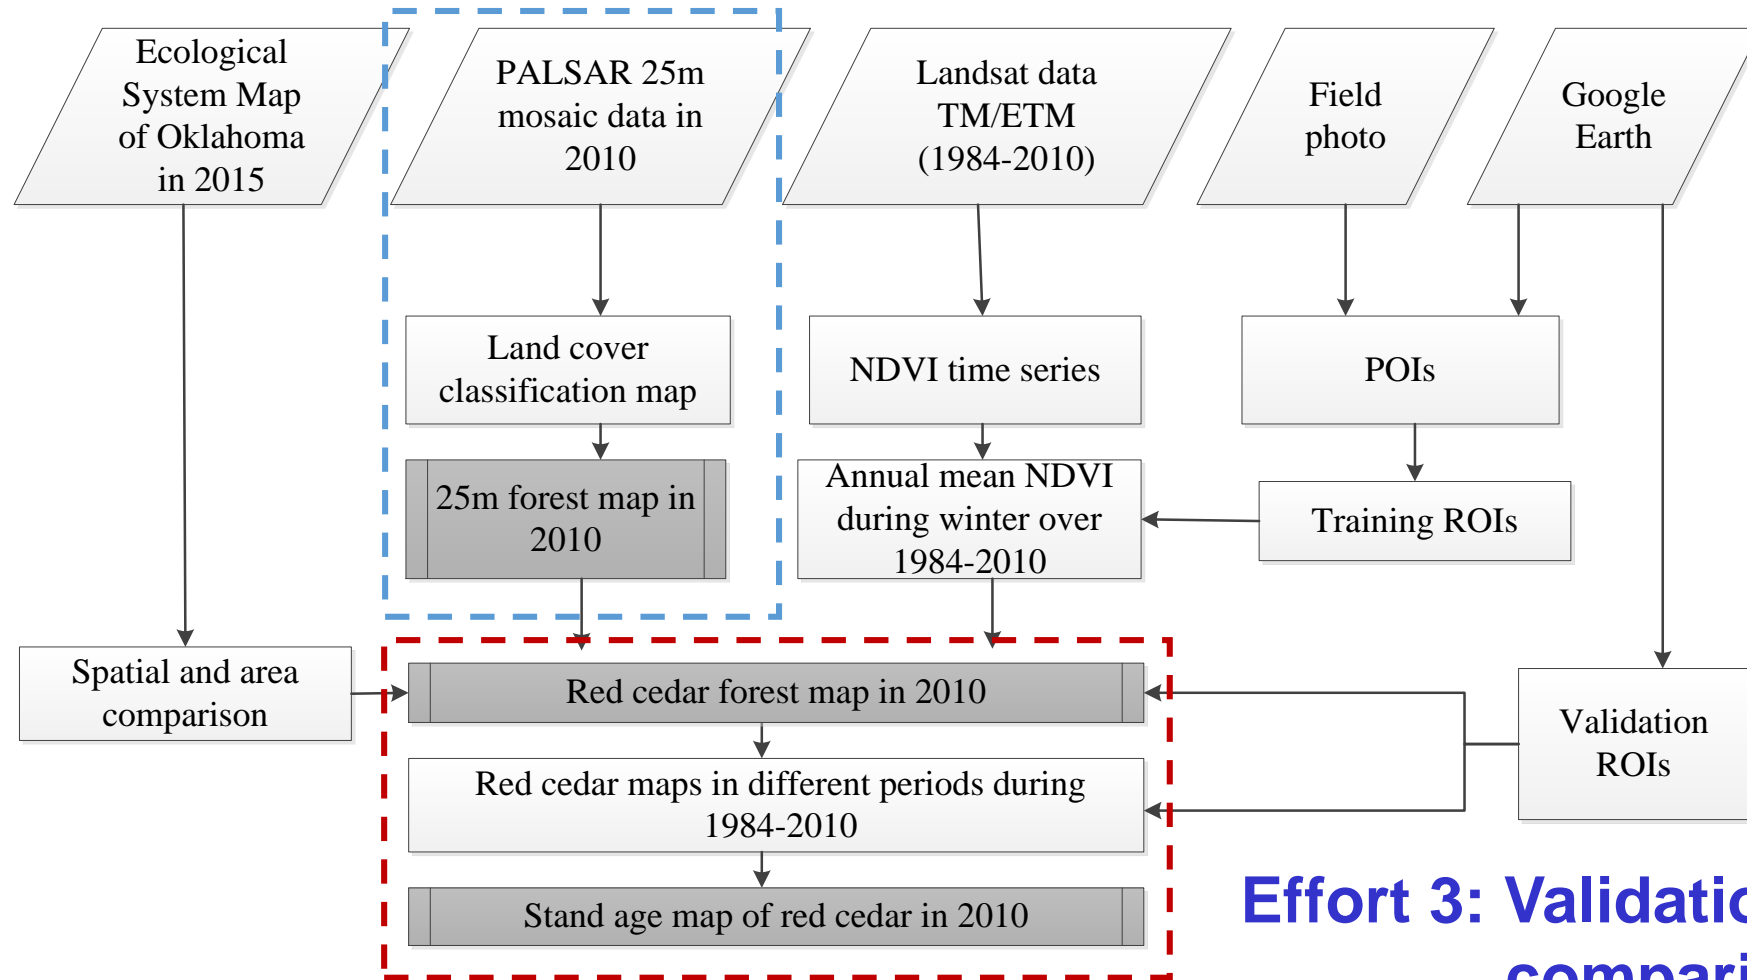 Ecological
System Map
of Oklahoma
in 2015
PALSAR 25m
mosaic data in
2010
Landsat data
TM/ETM
(1984-2010)
Field
photo
Google
Earth
Land cover
classification map
NDVI time series
POIs
25m forest map in
2010
Annual mean NDVI
during winter over
1984-2010
Training ROIs
Spatial and area
comparison
Red cedar forest map in 2010
Validation
ROIs
Red cedar maps in different periods during
1984-2010
Stand age map of red cedar in 2010
Effort 3: